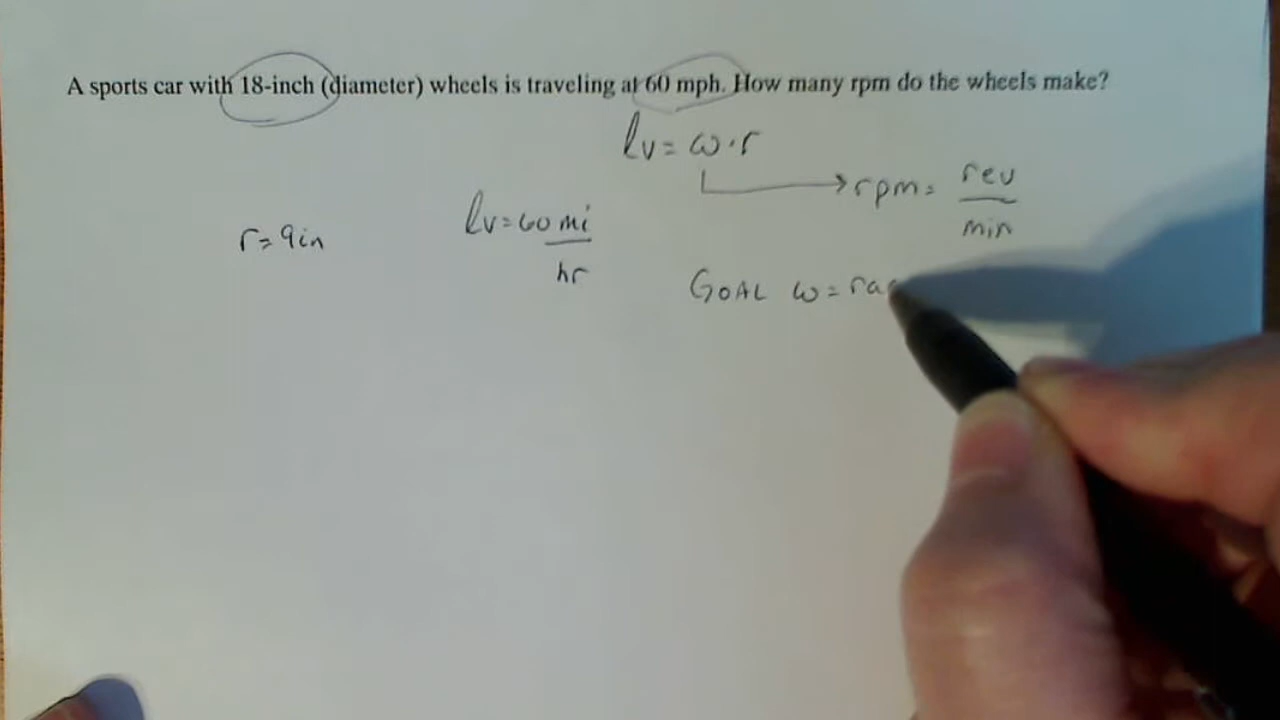 A sports car with 18-inch (diameter) wheels is traveling at 60 mph. How many rpm do the wheels make?
lv = ω·r
rpm = rev
min
r = 9in
lv = 60 mi
hr
GOAL ω =